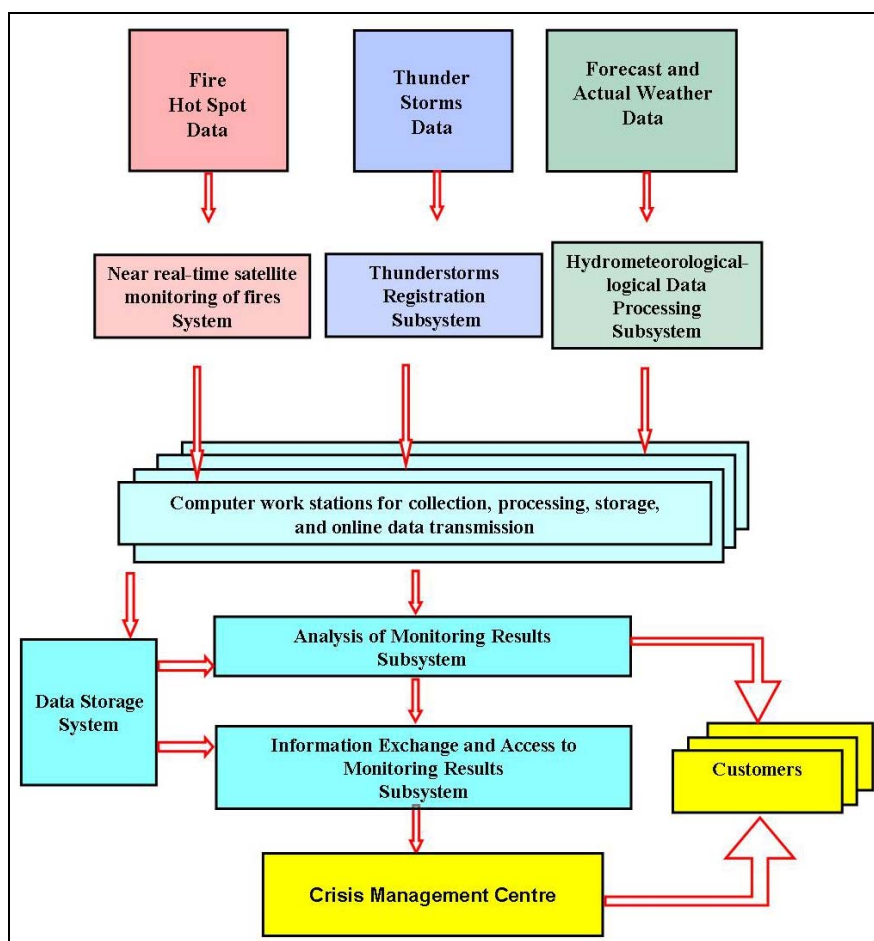 Fire
Hot Spot
Data
Thunder
Storms
Data
Forecast and
Actual Weather
Data
Near real-time satellite
monitoring of fires
System
Thunderstorms
Registration
Subsystem
Hydrometeorological-
logical Data
Processing
Subsystem
Computer work stations for collection, processing, storage,
and online data transmission
Analysis of Monitoring Results
Subsystem
Data Storage
System
Information Exchange and Access to
Monitoring Results
Subsystem
Customers
Crisis Management Centre